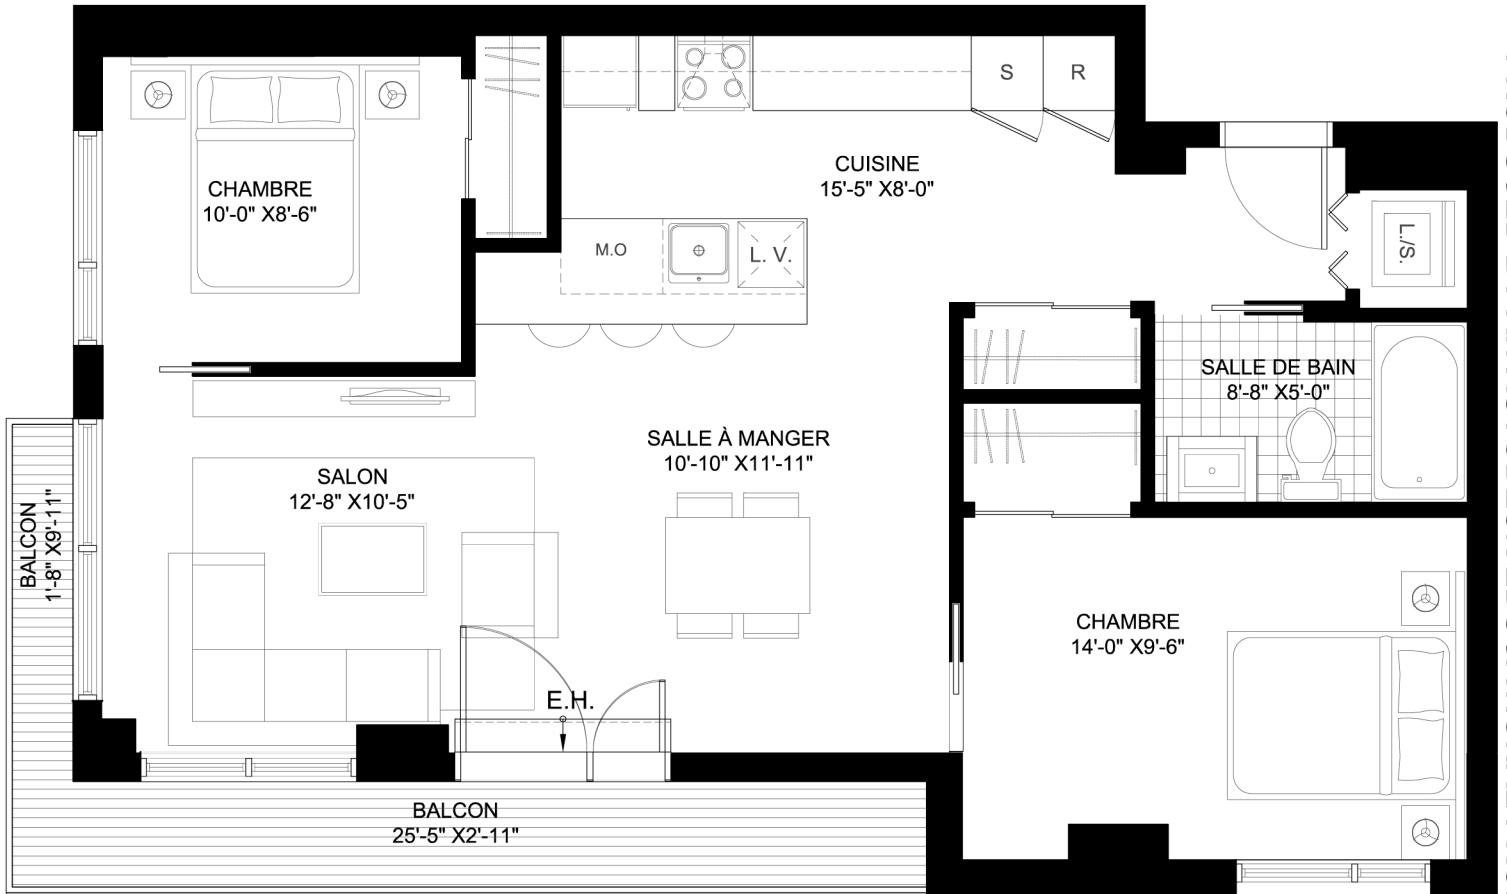 S
R
CUISINE
15'-5" X8'-0"
CHAMBRE
10'-0" X8'-6"
M.O
L. V.
L./S.
SALLE DE BAIN
8'-8" X5'-0"
SALLE À MANGER
10'-10" X11'-11"
SALON
12'-8" X10'-5"
BALCON
1'-8" X9'-11"
CHAMBRE
14'-0" X9'-6"
E.H.
BALCON
25'-5" X2'-11"